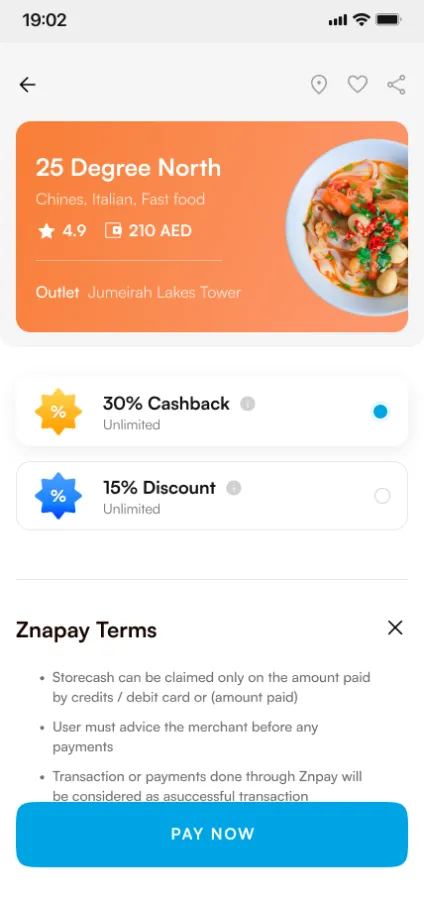 19:02
25 Degree North
Chines, Italian, Fast food
4.9 210 AED
Outlet Jumeirah Lakes Tower
% 30% Cashback i
Unlimited
% 15% Discount i
Unlimited
Znapay Terms
• Storecash can be claimed only on the amount paid
by credits / debit card or (amount paid)
• User must advice the merchant before any
payments
• Transaction or payments done through Znpay will
be considered as asuccessful transaction
PAY NOW